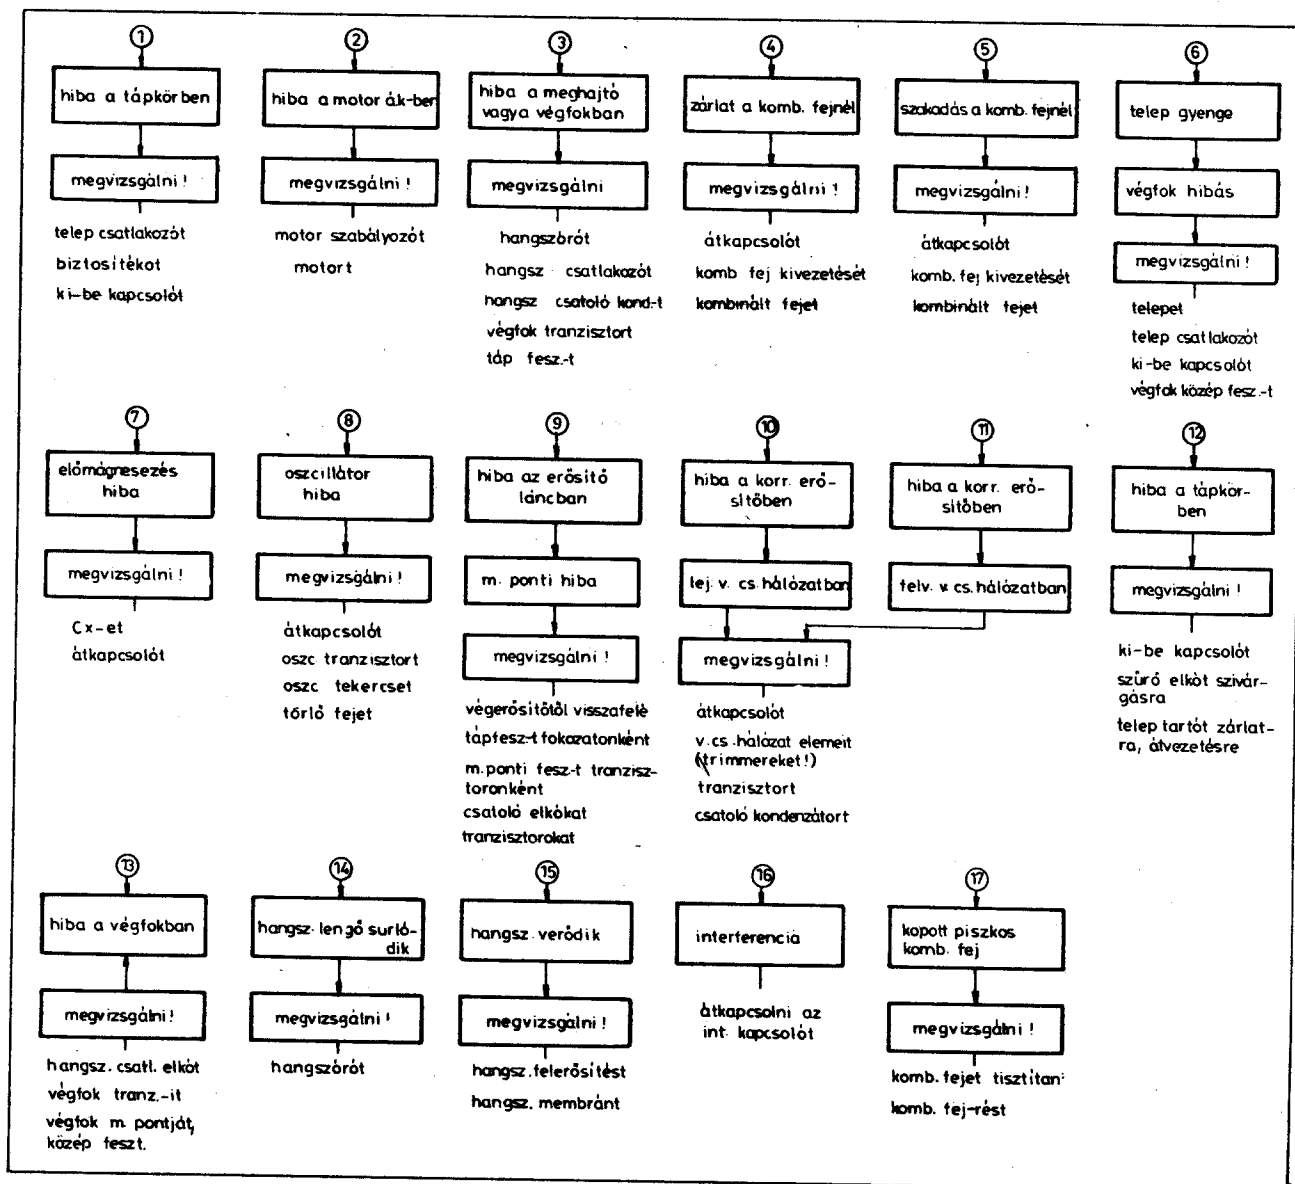 1
hiba a tápkörben
megvizsgálni !
telep csatlakozót
biztosítékot
ki-be kapcsolót
2
hiba a motor ák-ben
megvizsgálni !
motor szabályozót
motort
3
hiba a meghajtó
vagya végfokban
megvizsgálni
hangszórót
hangsz csatlakozót
hangsz csatoló kond.-t
végfok tranzisztort
táp fesz.-t
4
zárlat a komb. fejnél
megvizsgálni !
átkapcsolót
komb fej kivezetését
kombinált fejet
5
szakadás a komb. fejnél
megvizsgálni !
átkapcsolót
komb. fej kivezetését
kombinált fejet
6
telep gyenge
végfok hibás
megvizsgálni !
telepet
telep csatlakozót
ki-be kapcsolót
végfok közép fesz.-t
7
előmágnesezés
hiba
megvizsgálni !
Cx-et
átkapcsolót
8
oszcillátor
hiba
megvizsgálni !
átkapcsolót
oszc tranzisztort
oszc tekercset
törlő fejet
9
hiba az erősítő
láncban
m. ponti hiba
megvizsgálni !
végerősítőtől visszafelé
tápfesz.-t fokozatonként
m.ponti fesz.-t tranzisz-
toronként
csatoló elkókat
tranzisztorokat
10
hiba a korr. erő-
sítőben
lej. v. cs. hálózatban
megvizsgálni !
átkapcsolót
v.cs.hálózat elemeit
(trimmereket!)
tranzisztort
csatoló kondenzátort
11
hiba a korr. erő-
sítőben
felv. v. cs. hálózatban
12
hiba a tápkör-
ben
megvizsgálni !
ki-be kapcsolót
szűrő elkót szivár-
gásra
telep tartót zárlat-
ra, átvezetésre
13
hiba a végfokban
megvizsgálni !
hangsz. csatl. elkót
végfok tranz.-it
végfok m. pontját,
közép feszt.
14
hangsz. lengő surló-
dik
megvizsgálni !
hangszórót
15
hangsz. verődik
megvizsgálni !
hangsz. felerősítést
hangsz. membránt
16
interferencia
átkapcsolni az
int. kapcsolót
17
kopott piszkos
komb. fej
megvizsgálni !
komb. fejet tisztítan
komb. fej-rést